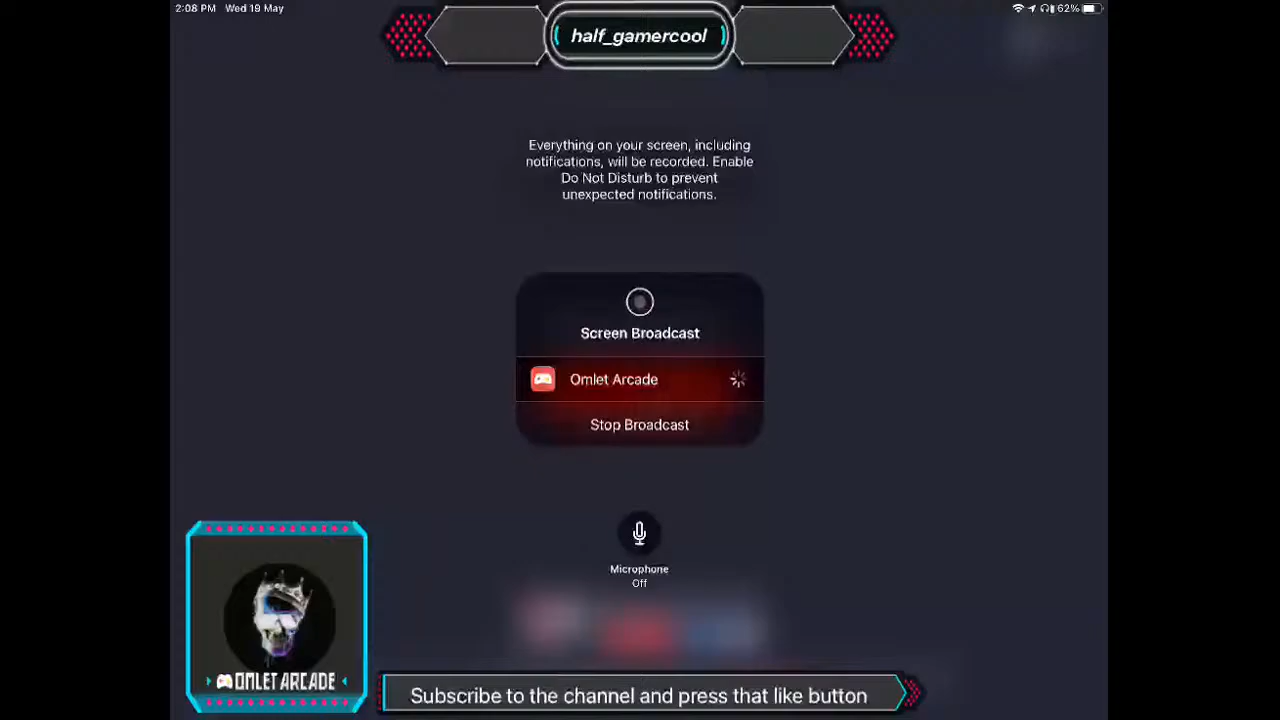 2:08 PM Wed 19 May
62%
half_gamercool
Everything on your screen, including
notifications, will be recorded. Enable
Do Not Disturb to prevent
unexpected notifications.
Screen Broadcast
Omlet Arcade
Stop Broadcast
Microphone
Off
OMLET ARCADE
Subscribe to the channel and press that like button